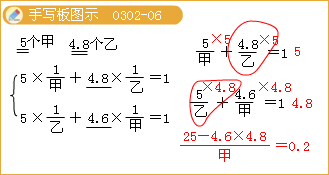 手写板图示 0302-06
5个甲 4.8个乙
5×1/甲+4.8×1/乙=1
5×1/乙+4.6×1/甲=1
5/甲×5+4.8/乙×5=1 5
5/乙×4.8+4.6/甲×4.8=1 4.8
25-4.6×4.8/甲=0.2